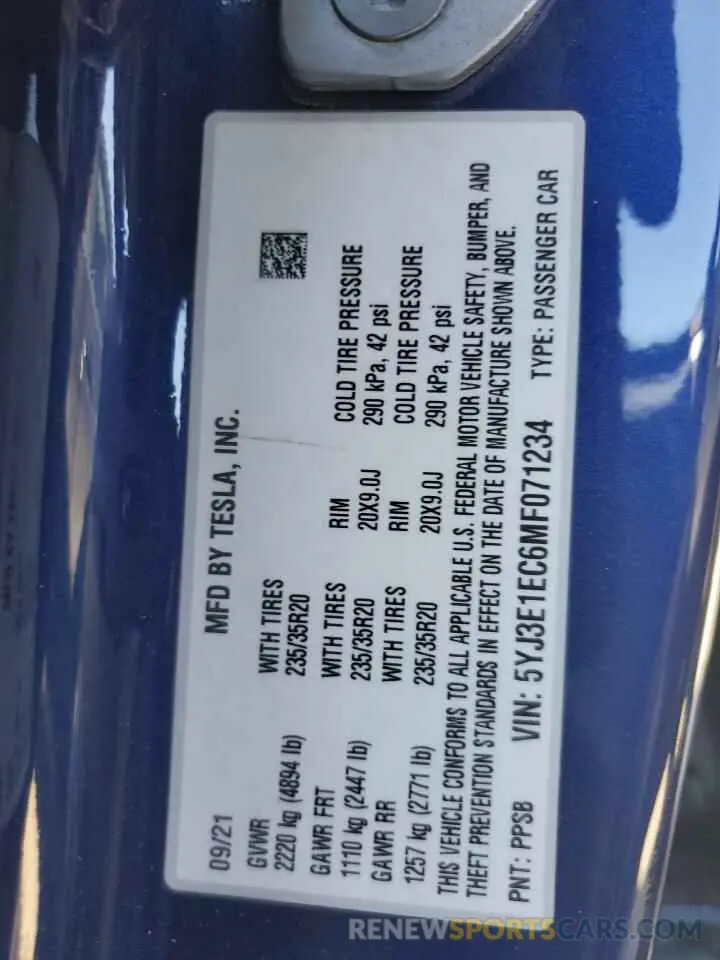 09/21 MFD BY TESLA, INC.
GVWR WITH TIRES
2220 kg (4894 lb) 235/35R20
GAWR FRT WITH TIRES RIM COLD TIRE PRESSURE
1110 kg (2447 lb) 235/35R20 20X9.0J 290 kPa, 42 psi
GAWR RR WITH TIRES RIM COLD TIRE PRESSURE
1257 kg (2771 lb) 235/35R20 20X9.0J 290 kPa, 42 psi
THIS VEHICLE CONFORMS TO ALL APPLICABLE U.S. FEDERAL MOTOR VEHICLE SAFETY, BUMPER, AND
THEFT PREVENTION STANDARDS IN EFFECT ON THE DATE OF MANUFACTURE SHOWN ABOVE.
PNT: PPSB VIN: 5YJ3E1EC6MF071234 TYPE: PASSENGER CAR
RENEWSPORTSCARS.COM